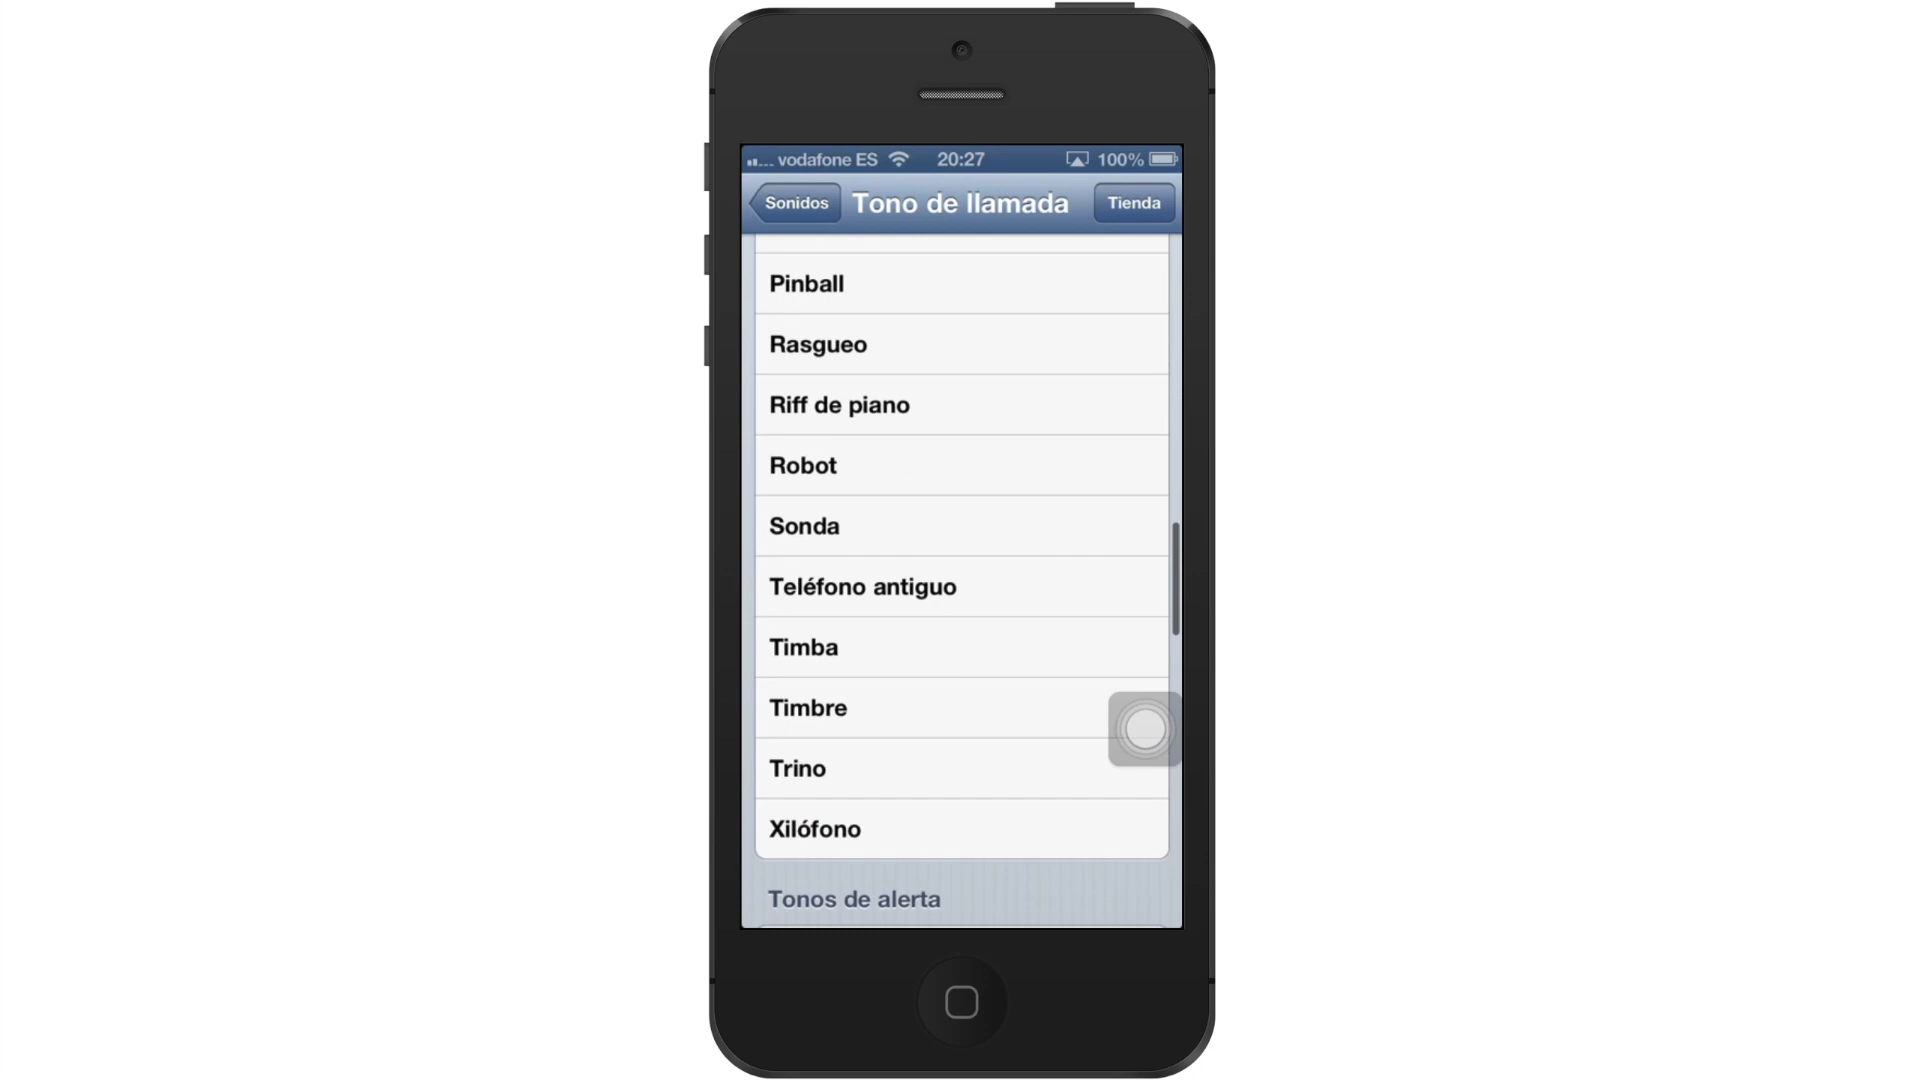 vodafone ES 20:27 100%
Sonidos Tono de llamada Tienda
Pinball
Rasgueo
Riff de piano
Robot
Sonda
Teléfono antiguo
Timba
Timbre
Trino
Xilófono
Tonos de alerta